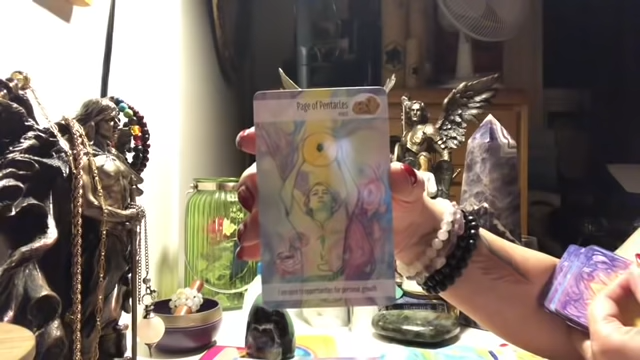 Page of Pentacles
I am open to opportunities for personal growth